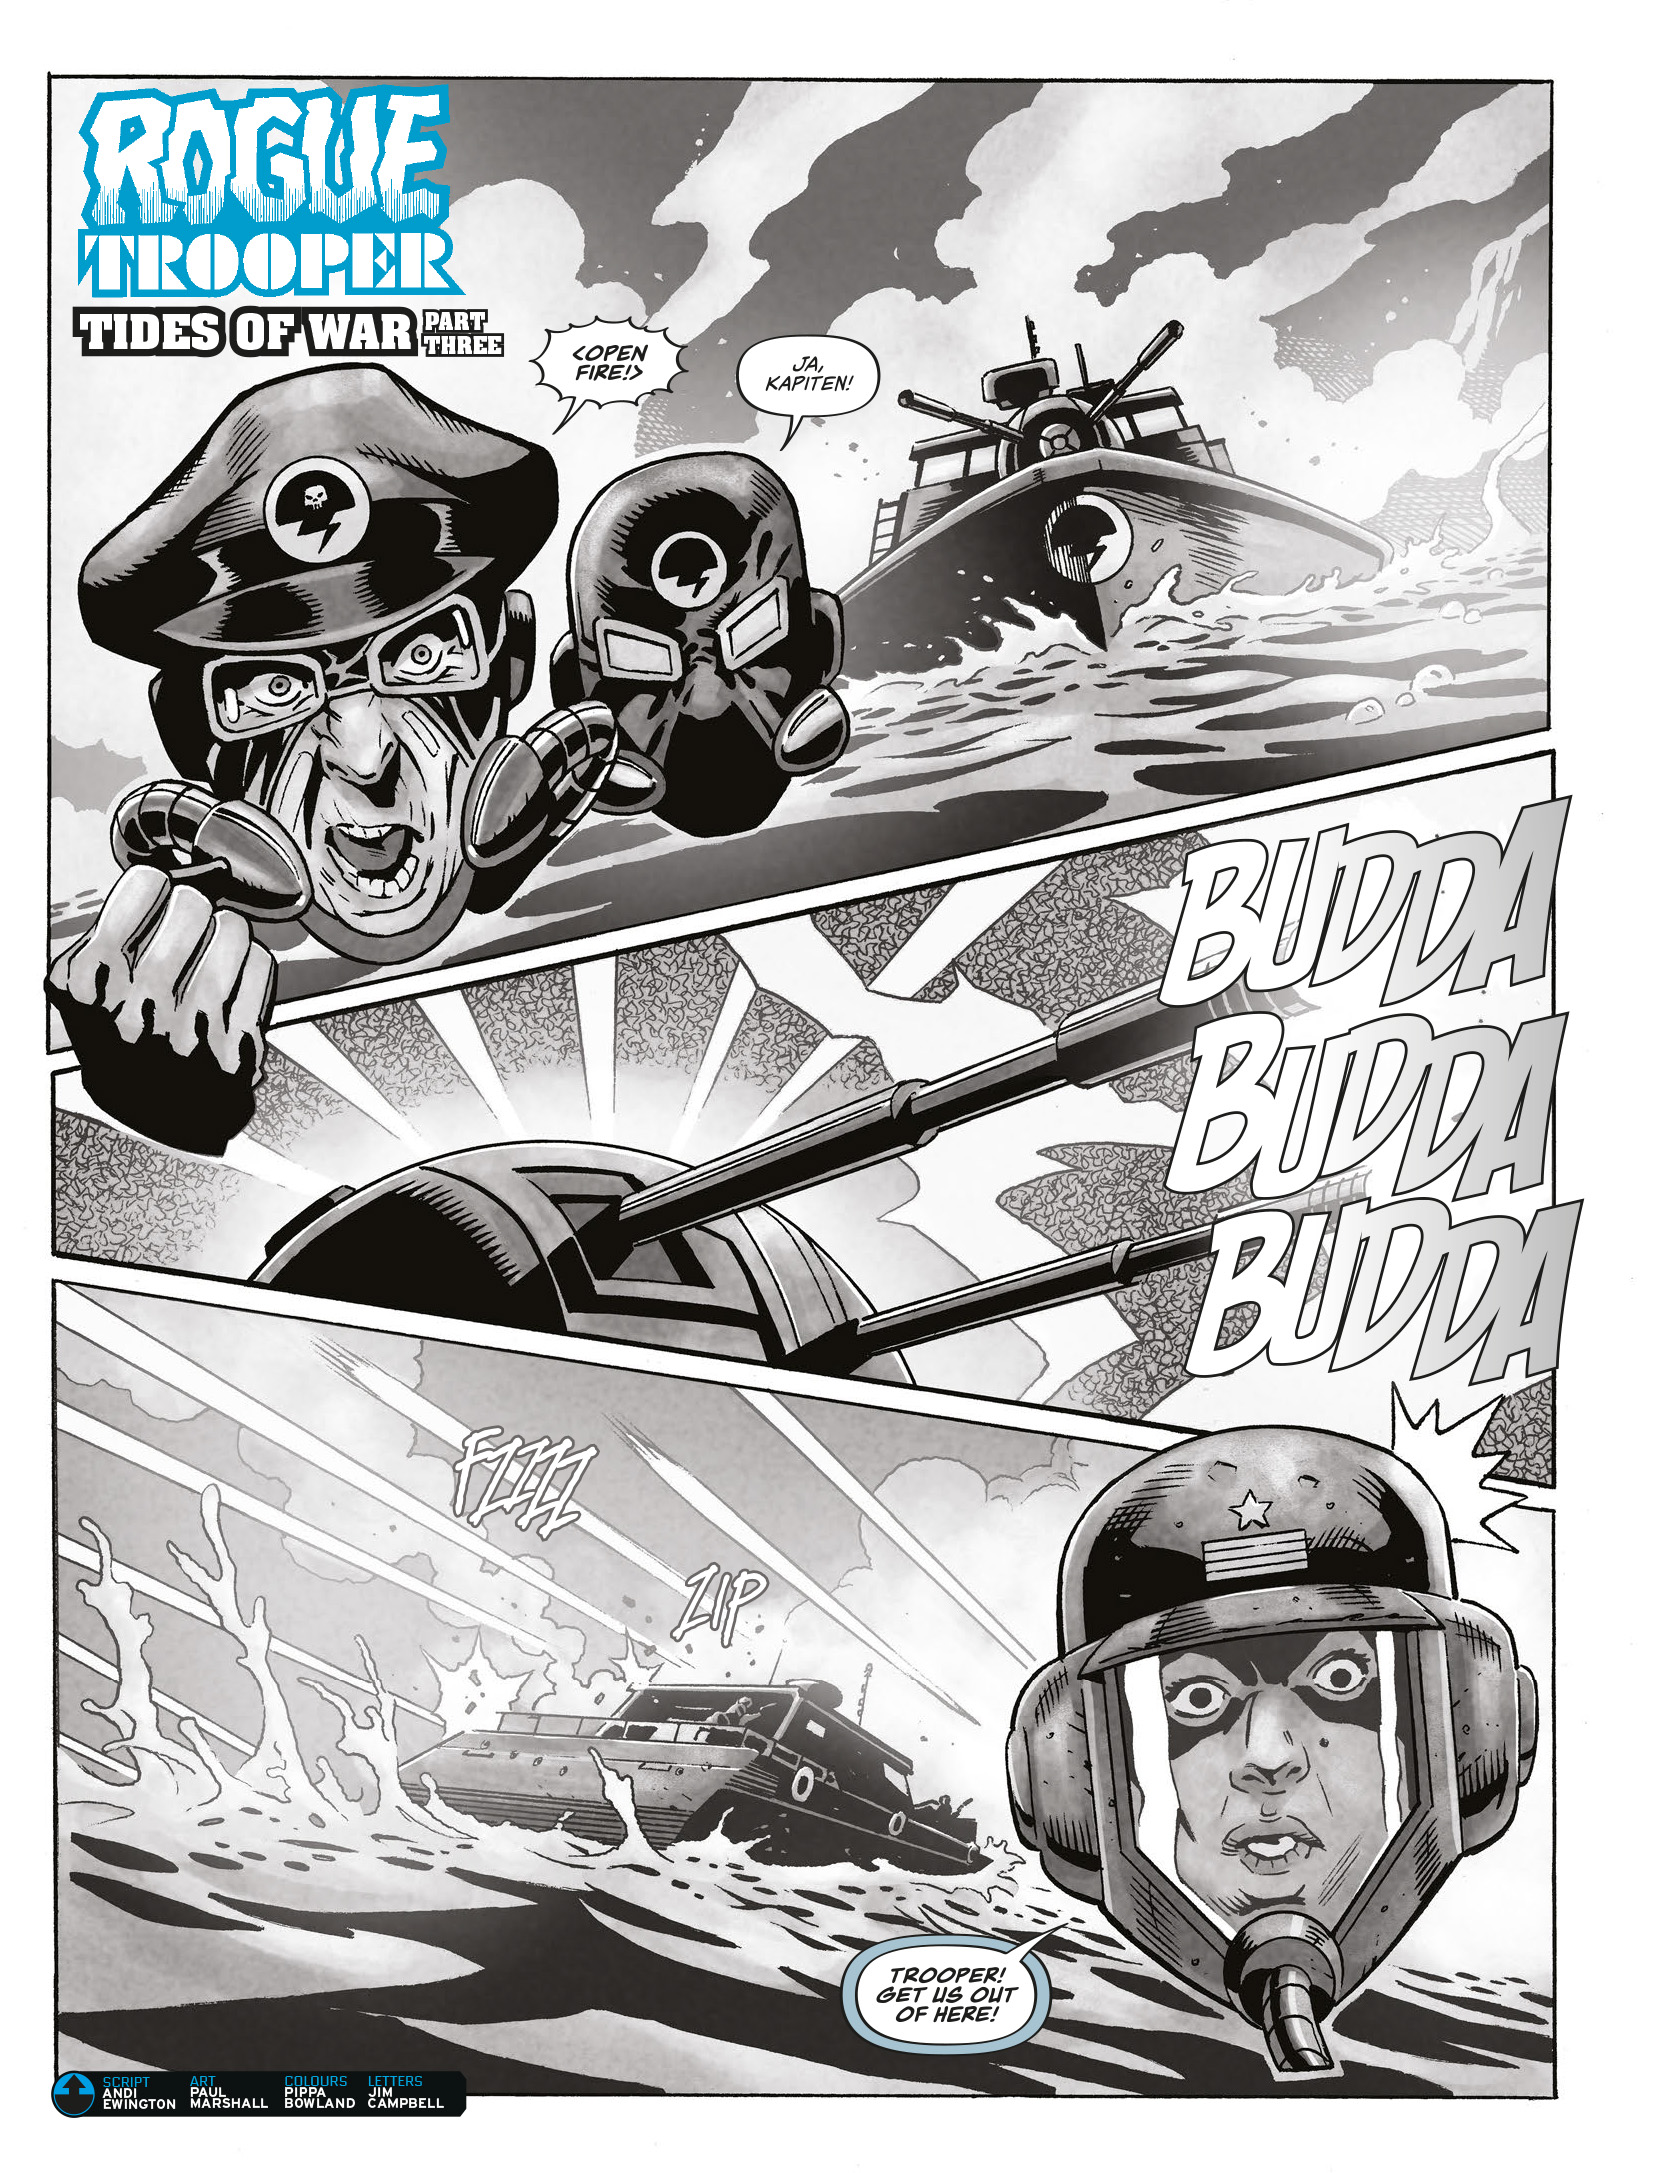 ROGUE
TROOPER
TIDES OF WAR PART
THREE
<OPEN
FIRE!>
JA,
KAPITEN!
BUDDA
BUDDA
BUDDA
FZZZZ
ZIP
TROOPER!
GET US OUT
OF HERE!
SCRIPT
ANDI
EWINGTON
ART
PAUL
MARSHALL
COLOURS
PIPPA
BOWLAND
LETTERS
JIM
CAMPBELL